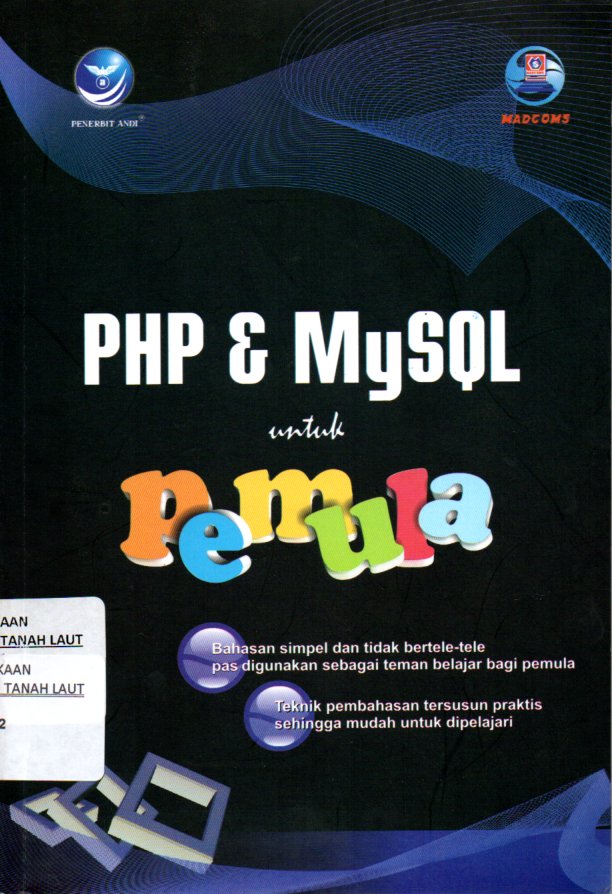 PENERBIT ANDI®
MADCOMS
PHP & MySQL
untuk
pemula
Bahasan simpel dan tidak bertele-tele
pas digunakan sebagai teman belajar bagi pemula
Teknik pembahasan tersusun praktis
sehingga mudah untuk dipelajari
AAN
TANAH LAUT
KAAN
TANAH LAUT
2